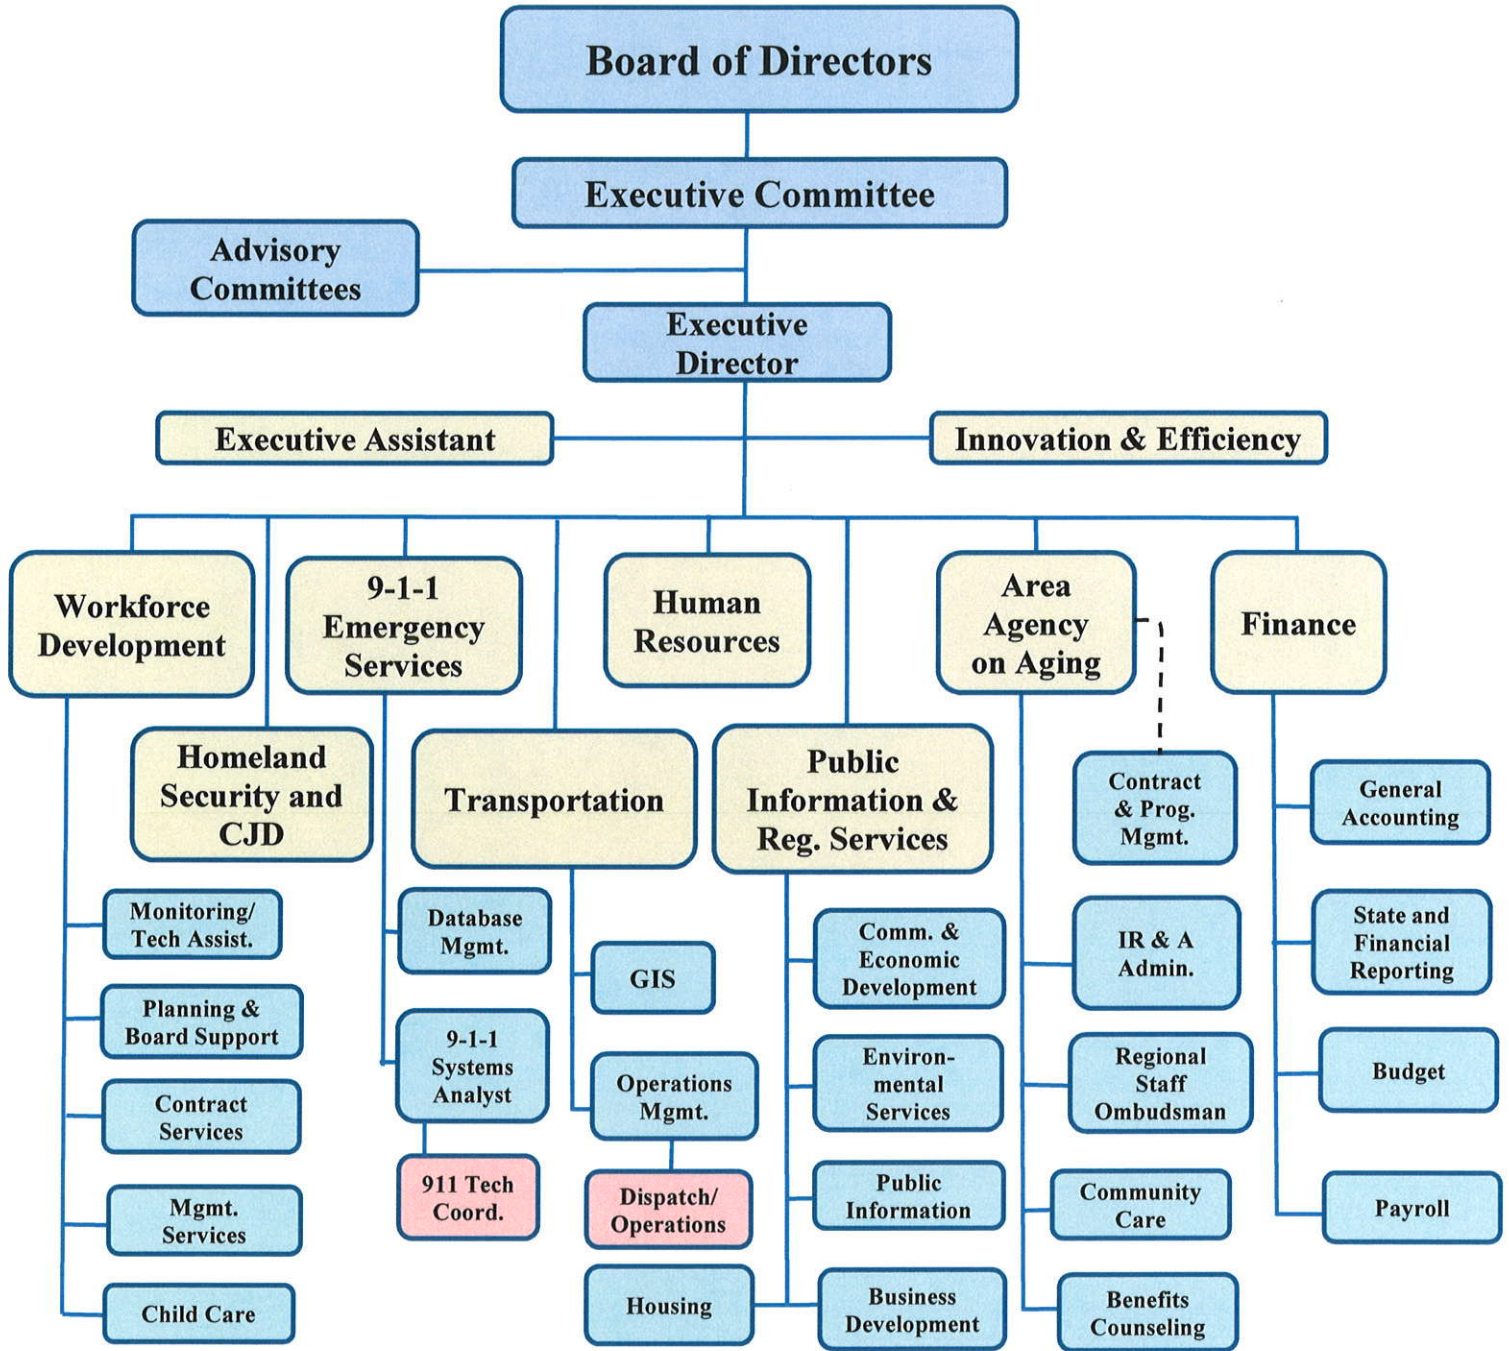 Board of Directors
Executive Committee
Advisory
Committees
Executive
Director
Executive Assistant
Innovation & Efficiency
Workforce
Development
9-1-1
Emergency
Services
Human
Resources
Area
Agency
on Aging
Finance
Homeland
Security and
CJD
Transportation
Public
Information &
Reg. Services
Contract
& Prog.
Mgmt.
General
Accounting
Monitoring/
Tech Assist.
Database
Mgmt.
GIS
Comm. &
Economic
Development
IR & A
Admin.
State and
Financial
Reporting
Planning &
Board Support
9-1-1
Systems
Analyst
Operations
Mgmt.
Environ-
mental
Services
Regional
Staff
Ombudsman
Budget
Contract
Services
911 Tech
Coord.
Dispatch/
Operations
Public
Information
Community
Care
Payroll
Mgmt.
Services
Child Care
Housing
Business
Development
Benefits
Counseling